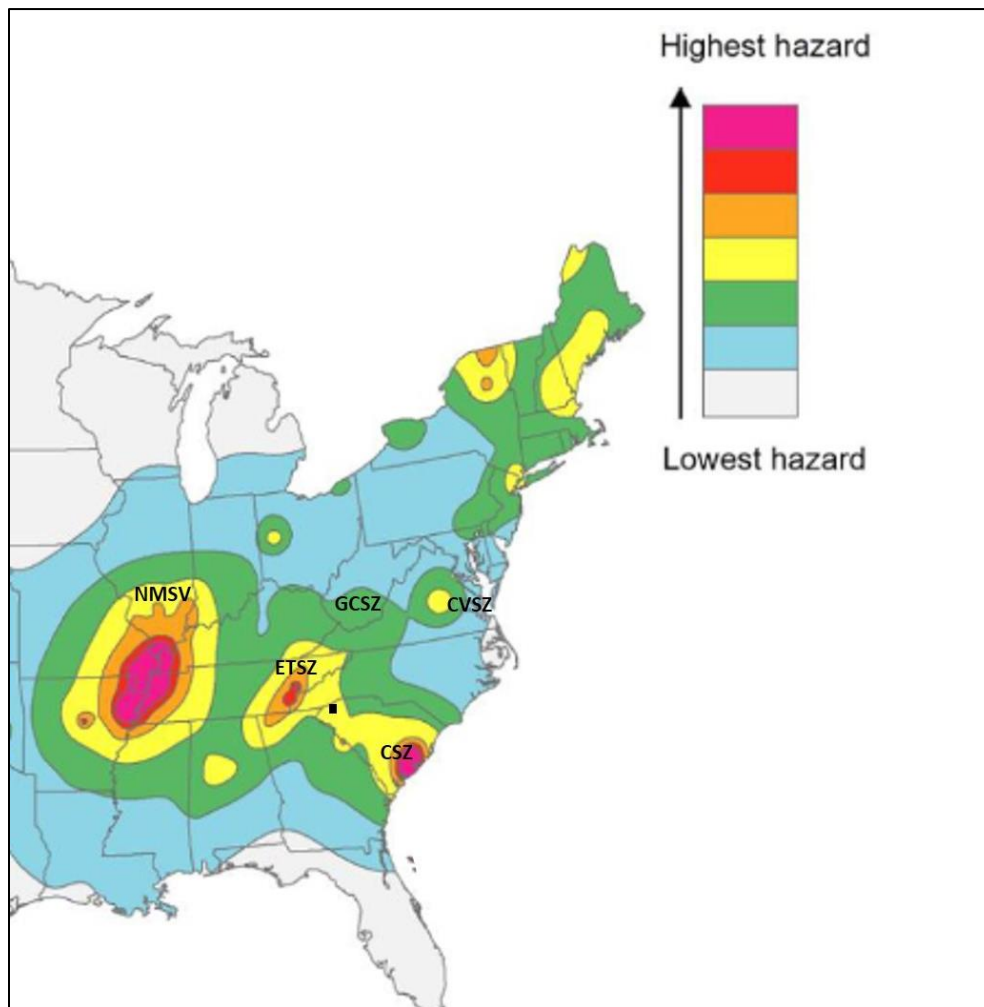 Highest hazard
Lowest hazard
NMSV
GCSZ
CVSZ
ETSZ
CSZ